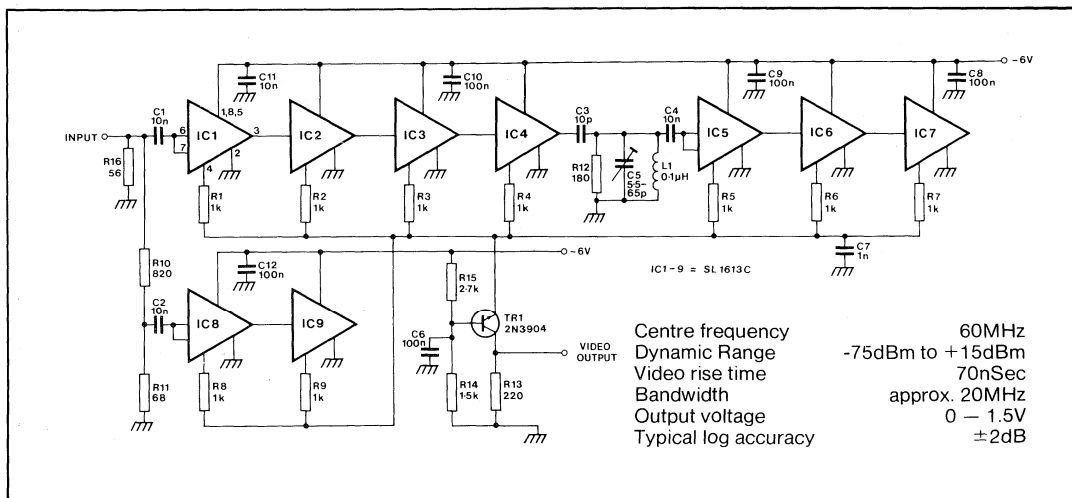 -6V
C11
10n
C10
100n
C9
100n
C8
100n
INPUT
C1
10n
6
7
1,8,5
IC1
3
2
4
IC2
IC3
IC4
C3
10p
C4
10n
IC5
IC6
IC7
R16
56
R12
180
C5
5·5-
65p
L1
0·1µH
R1
1k
R2
1k
R3
1k
R4
1k
R5
1k
R6
1k
R7
1k
C7
1n
IC1-9 = SL1613C
R10
820
C12
100n
-6V
C2
10n
IC8
IC9
R15
2·7k
TR1
2N3904
C6
100n
VIDEO
OUTPUT
R11
68
R8
1k
R9
1k
R14
1·5k
R13
220
Centre frequency 60MHz
Dynamic Range -75dBm to +15dBm
Video rise time 70nSec
Bandwidth approx. 20MHz
Output voltage 0 – 1.5V
Typical log accuracy ±2dB